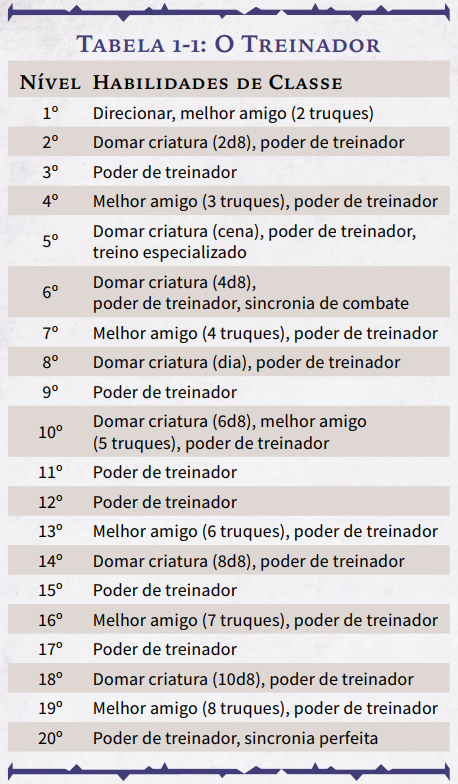 Tabela 1-1: O Treinador
Nível Habilidades de Classe
1º Direcionar, melhor amigo (2 truques)
2º Domar criatura (2d8), poder de treinador
3º Poder de treinador
4º Melhor amigo (3 truques), poder de treinador
5º Domar criatura (cena), poder de treinador,
treino especializado
6º Domar criatura (4d8),
poder de treinador, sincronia de combate
7º Melhor amigo (4 truques), poder de treinador
8º Domar criatura (dia), poder de treinador
9º Poder de treinador
10º Domar criatura (6d8), melhor amigo
(5 truques), poder de treinador
11º Poder de treinador
12º Poder de treinador
13º Melhor amigo (6 truques), poder de treinador
14º Domar criatura (8d8), poder de treinador
15º Poder de treinador
16º Melhor amigo (7 truques), poder de treinador
17º Poder de treinador
18º Domar criatura (10d8), poder de treinador
19º Melhor amigo (8 truques), poder de treinador
20º Poder de treinador, sincronia perfeita